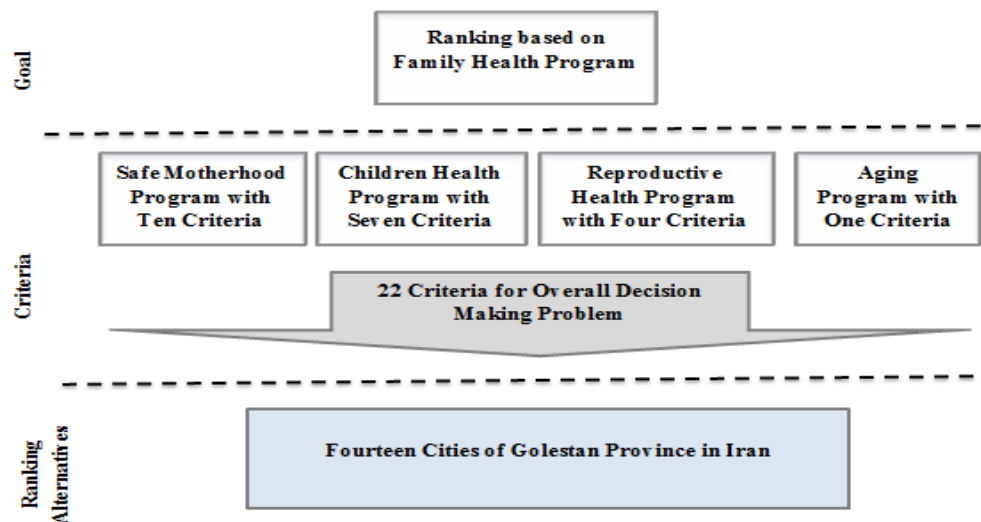 Goal
Ranking based on
Family Health Program
Criteria
Safe Motherhood
Program with
Ten Criteria
Children Health
Program with
Seven Criteria
Reproductive
Health Program
with Four Criteria
Aging
Program with
One Criteria
22 Criteria for Overall Decision
Making Problem
Ranking
Alternatives
Fourteen Cities of Golestan Province in Iran